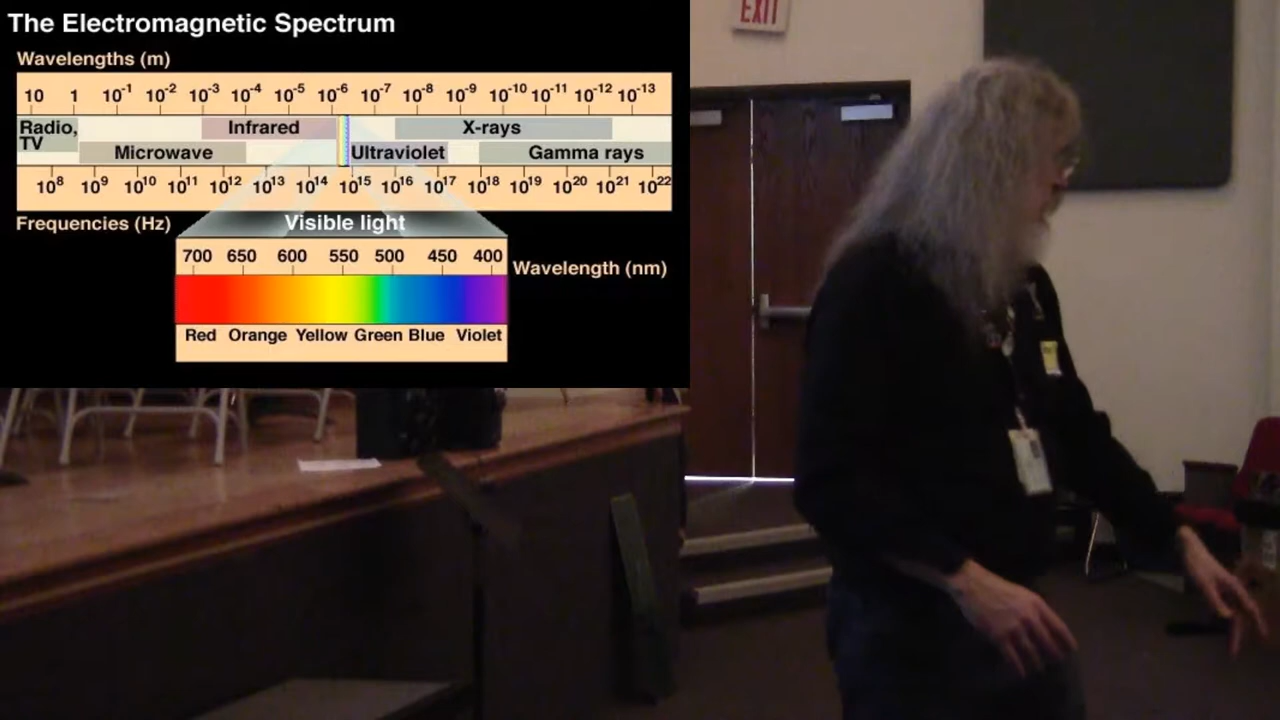 The Electromagnetic Spectrum
Wavelengths (m)
10 1 10-1 10-2 10-3 10-4 10-5 10-6 10-7 10-8 10-9 10-10 10-11 10-12 10-13
Radio, Infrared X-rays
TV Microwave Ultraviolet Gamma rays
10⁸ 10⁹ 10¹⁰ 10¹¹ 10¹² 10¹³ 10¹⁴ 10¹⁵ 10¹⁶ 10¹⁷ 10¹⁸ 10¹⁹ 10²⁰ 10²¹ 10²²
Frequencies (Hz) Visible light
700 650 600 550 500 450 400
Wavelength (nm)
Red Orange Yellow Green Blue Violet
EXIT